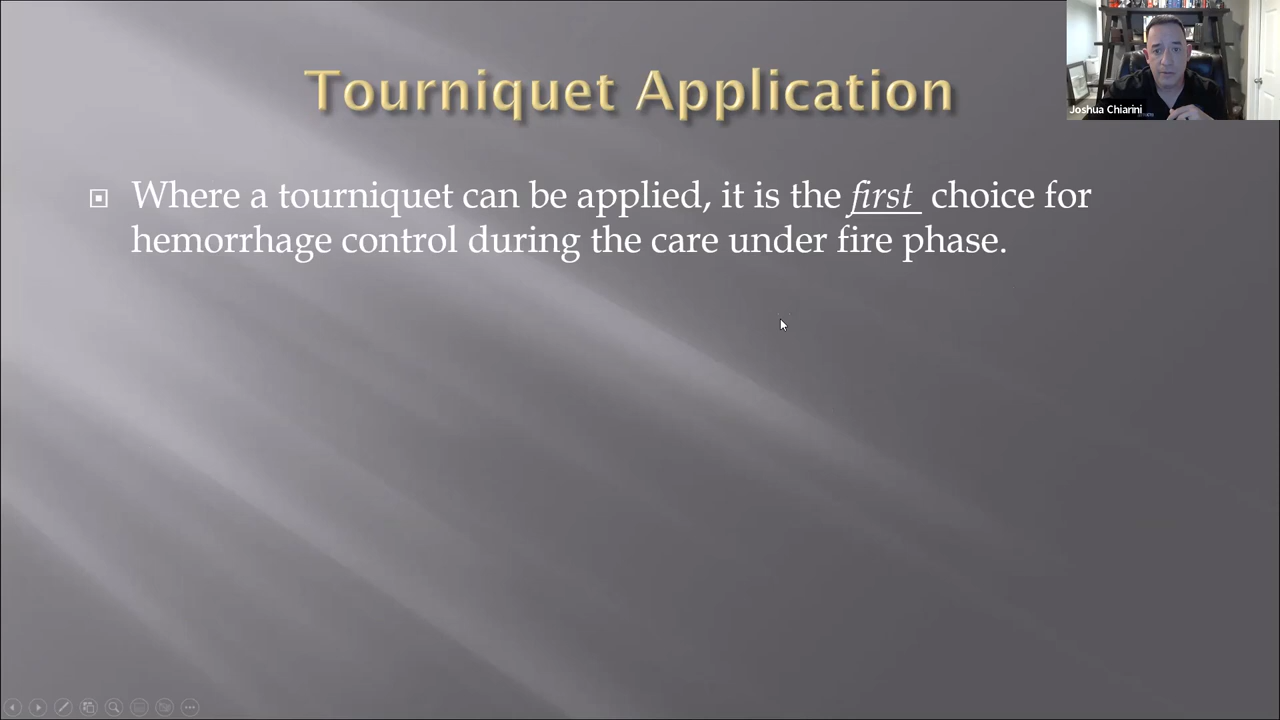 Tourniquet Application
Joshua Chiarini
Where a tourniquet can be applied, it is the first choice for
hemorrhage control during the care under fire phase.